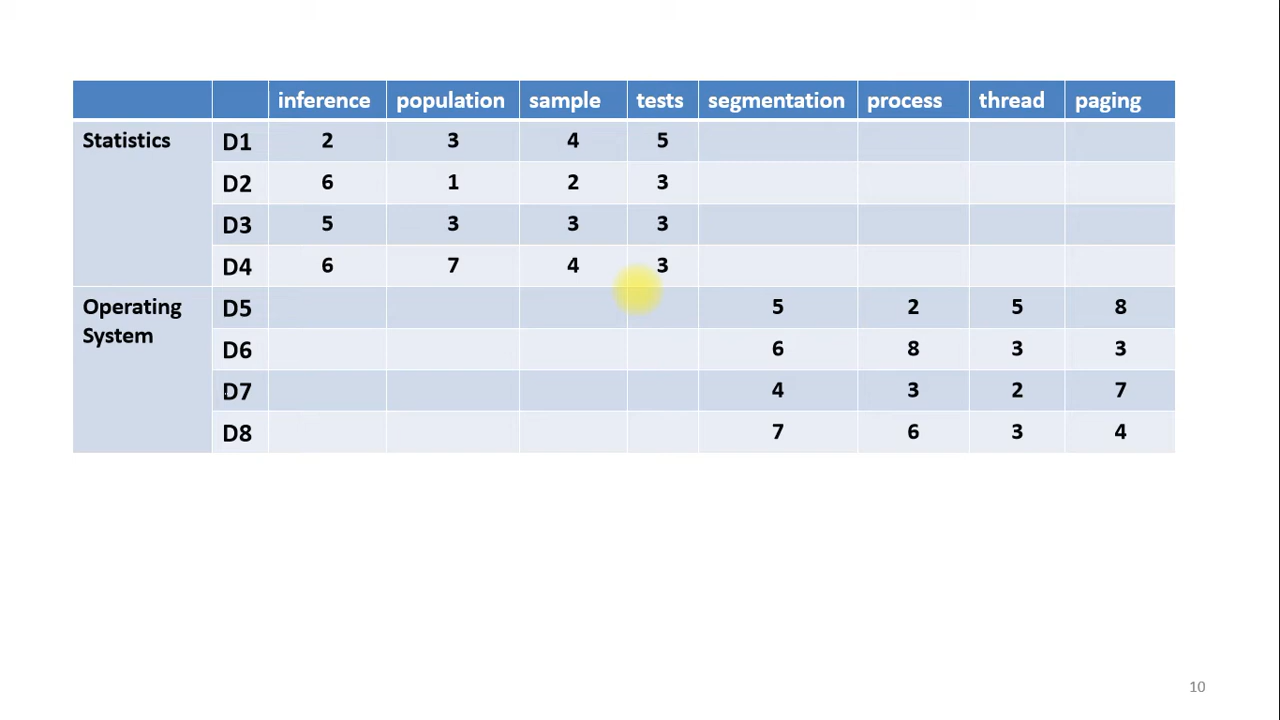 inference population sample tests segmentation process thread paging
Statistics D1 2 3 4 5
D2 6 1 2 3
D3 5 3 3 3
D4 6 7 4 3
Operating D5 5 2 5 8
System
D6 6 8 3 3
D7 4 3 2 7
D8 7 6 3 4
10